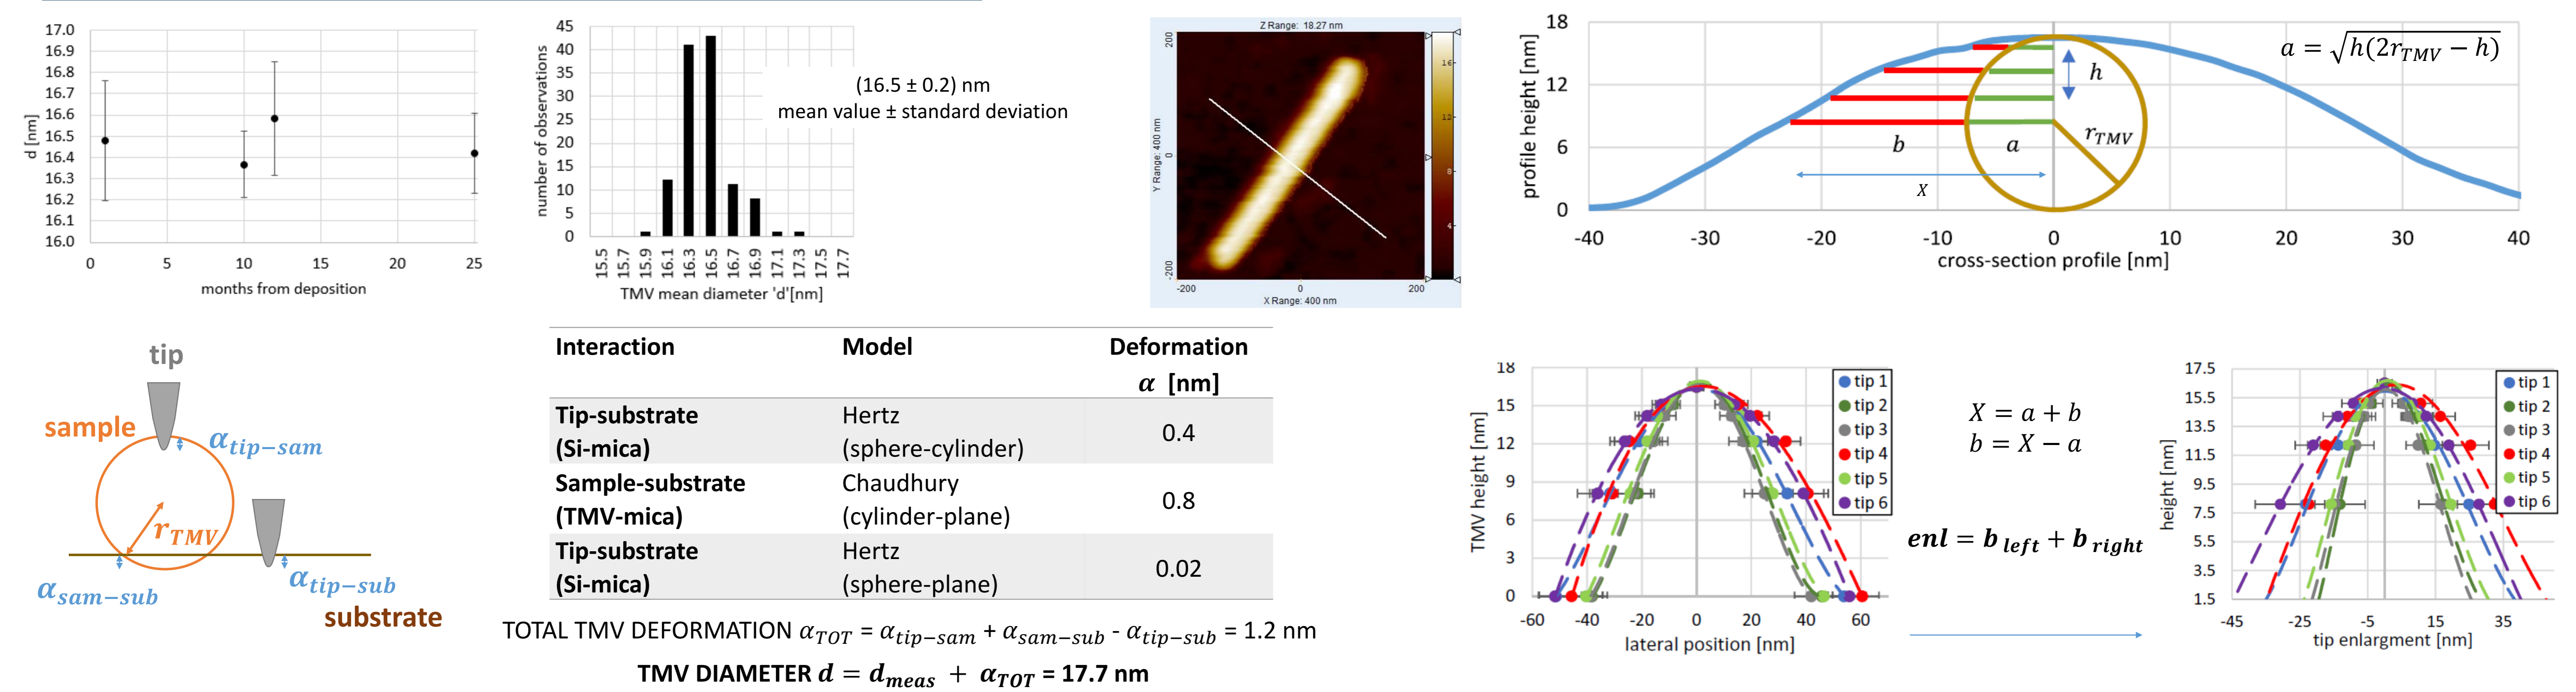 17.0
16.9
16.8
16.7
16.6
16.5
16.4
16.3
16.2
16.1
16.0
d [nm]
0 5 10 15 20 25
months from deposition
45
40
35
30
25
20
15
10
5
0
number of observations
(16.5 ± 0.2) nm
mean value ± standard deviation
15.5 15.7 15.9 16.1 16.3 16.5 16.7 16.9 17.1 17.3 17.5 17.7
TMV mean diameter 'd'[nm]
Z Range: 18.27 nm
200
0
-200
Y Range: 400 nm
16
12
8
4
-200 0 200
X Range: 400 nm
18
12
6
0
profile height [nm]
a = √h(2r_TMV − h)
h
r_TMV
b
a
X
-40 -30 -20 -10 0 10 20 30 40
cross-section profile [nm]
tip
sample
α_tip−sam
r_TMV
α_sam−sub
α_tip−sub
substrate
Interaction Model Deformation
α [nm]
Tip-substrate Hertz
(Si-mica) (sphere-cylinder) 0.4
Sample-substrate Chaudhury
(TMV-mica) (cylinder-plane) 0.8
Tip-substrate Hertz
(Si-mica) (sphere-plane) 0.02
TOTAL TMV DEFORMATION α_TOT = α_tip−sam + α_sam−sub - α_tip−sub = 1.2 nm
TMV DIAMETER d = d_meas + α_TOT = 17.7 nm
18
15
12
9
6
3
0
TMV height [nm]
tip 1
tip 2
tip 3
tip 4
tip 5
tip 6
-60 -40 -20 0 20 40 60
lateral position [nm]
X = a + b
b = X − a
enl = b_left + b_right
17.5
15.5
13.5
11.5
9.5
7.5
5.5
3.5
1.5
height [nm]
tip 1
tip 2
tip 3
tip 4
tip 5
tip 6
-45 -25 -5 15 35
tip enlargment [nm]